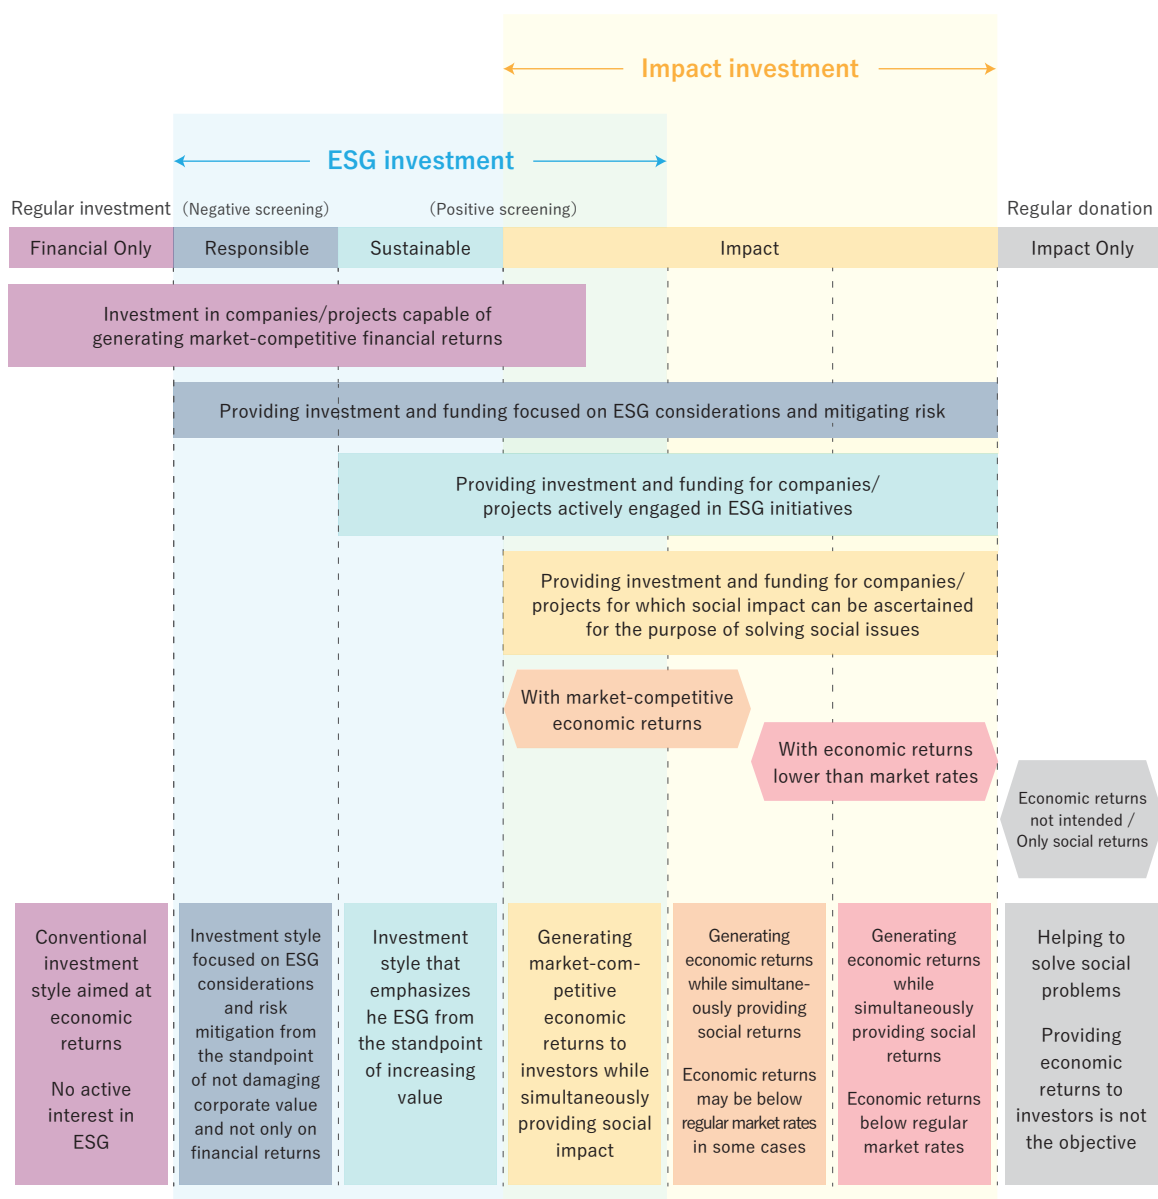 Impact investment
ESG investment
Regular investment
(Negative screening)
(Positive screening)
Regular donation
Financial Only
Responsible
Sustainable
Impact
Impact Only
Investment in companies/projects capable of
generating market-competitive financial returns
Providing investment and funding focused on ESG considerations and mitigating risk
Providing investment and funding for companies/
projects actively engaged in ESG initiatives
Providing investment and funding for companies/
projects for which social impact can be ascertained
for the purpose of solving social issues
With market-competitive
economic returns
With economic returns
lower than market rates
Economic returns
not intended /
Only social returns
Conventional
investment
style aimed at
economic
returns
No active
interest in
ESG
Investment style
focused on ESG
considerations
and risk
mitigation from
the standpoint
of not damaging
corporate value
and not only on
financial returns
Investment
style that
emphasizes
he ESG from
the standpoint
of increasing
value
Generating
market-com-
petitive
economic
returns to
investors while
simultaneously
providing social
impact
Generating
economic returns
while simultane-
ously providing
social returns
Economic returns
may be below
regular market rates
in some cases
Generating
economic returns
while
simultaneously
providing social
returns
Economic returns
below regular
market rates
Helping to
solve social
problems
Providing
economic
returns to
investors is not
the objective